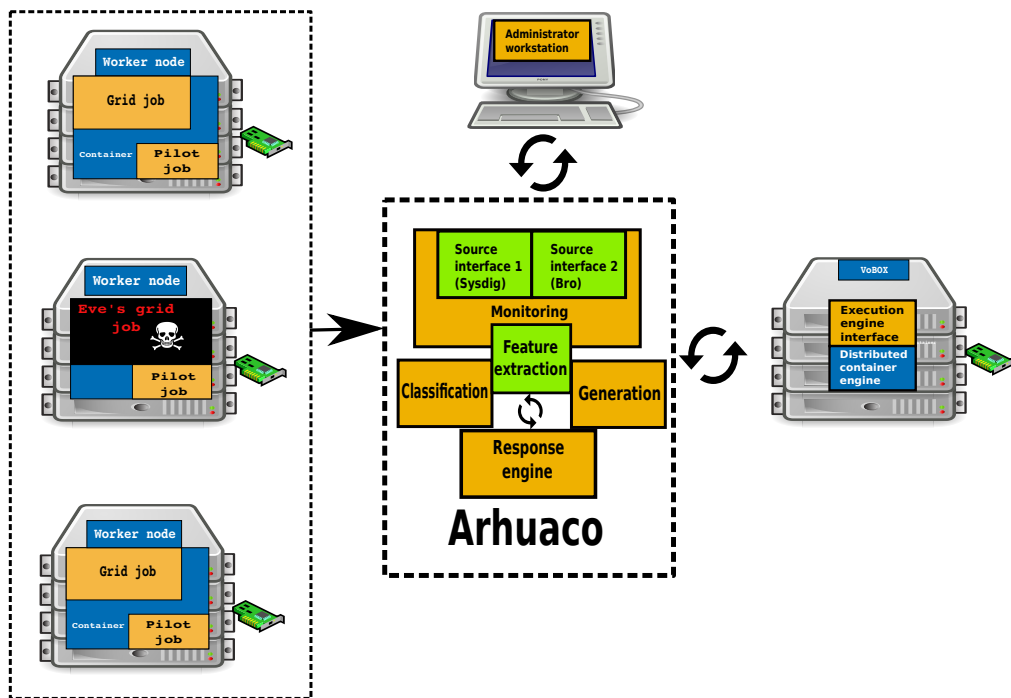 Worker node
Grid job
Container
Pilot
job
Worker node
Eve's grid
job
Pilot
job
Worker node
Grid job
Container
Pilot
job
Administrator
workstation
Source
interface 1
(Sysdig)
Source
interface 2
(Bro)
Monitoring
Feature
extraction
Classification
Generation
Response
engine
Arhuaco
VoBOX
Execution
engine
interface
Distributed
container
engine